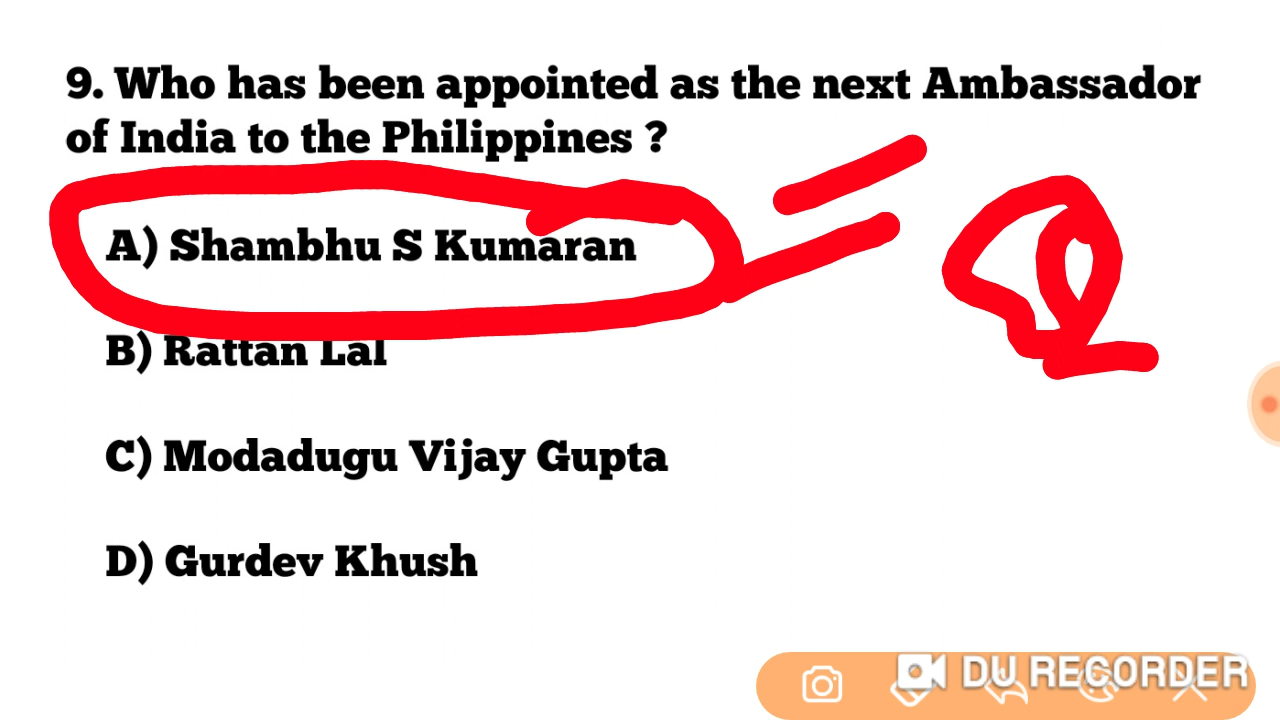 9. Who has been appointed as the next Ambassador
of India to the Philippines ?
A) Shambhu S Kumaran
B) Rattan Lal
C) Modadugu Vijay Gupta
D) Gurdev Khush
DU RECORDER